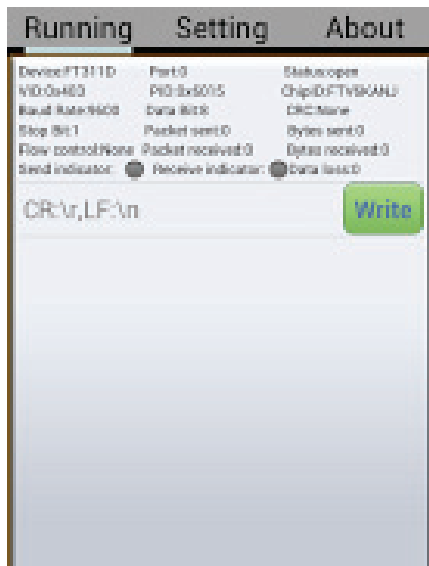 Running Setting About
Device:FT311D Port:0 Status:open
VID:0x403 PID:0x6015
Baud Rate:9600 Data Bit:8 CRC:None
Stop Bit:1 Packet sent:0 Bytes sent:0
Flow control:None Packet received:0 Bytes received:0
Send indicator: Receive indicator: Data loss:0
CR:\r,LF:\n Write